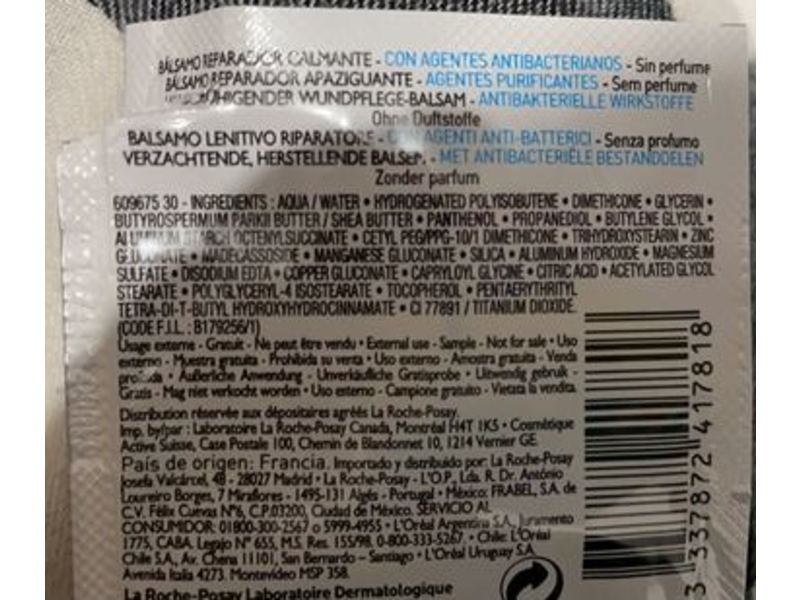 BÁLSAMO REPARADOR CALMANTE - CON AGENTES ANTIBACTERIANOS - Sin perfume
BÁLSAMO REPARADOR APAZIGUANTE - AGENTES PURIFICANTES - Sem perfume
WUNDPFLEGE-BALSAM - ANTIBAKTERIELLE WIRKSTOFFE
Ohne Duftstoffe
BALSAMO LENITIVO RIPARATORE - CON AGENTI ANTI-BATTERICI - Senza profumo
VERZACHTENDE, HERSTELLENDE BALSEM - MET ANTIBACTERIËLE BESTANDDELEN
Zonder parfum
609675 30 - INGREDIENTS : AQUA / WATER • HYDROGENATED POLYISOBUTENE • DIMETHICONE • GLYCERIN •
BUTYROSPERMUM PARKII BUTTER / SHEA BUTTER • PANTHENOL • PROPANEDIOL • BUTYLENE GLYCOL •
ALUMINUM STARCH OCTENYLSUCCINATE • CETYL PEG/PPG-10/1 DIMETHICONE • TRIHYDROXYSTEARIN • ZINC
GLUCONATE • MADECASSOSIDE • MANGANESE GLUCONATE • SILICA • ALUMINUM HYDROXIDE • MAGNESIUM
SULFATE • DISODIUM EDTA • COPPER GLUCONATE • CAPRYLOYL GLYCINE • CITRIC ACID • ACETYLATED GLYCOL
STEARATE • POLYGLYCERYL-4 ISOSTEARATE • TOCOPHEROL • PENTAERYTHRITYL
TETRA-DI-T-BUTYL HYDROXYHYDROCINNAMATE • CI 77891 / TITANIUM DIOXIDE.
(CODE F.I.L. : B179256/1)
Usage externe - Gratuit - Ne peut être vendu • External use - Sample - Not for sale • Uso
externo - Muestra gratuita - Prohibida su venta • Uso externo - Amostra gratuita - Venda
proibida • Äußerliche Anwendung - Unverkäufliche Gratisprobe • Uitwendig gebruik -
Gratis - Mag niet verkocht worden • Uso esterno - Campione gratuito - Vietata la vendita.
Distribution réservée aux dépositaires agréés La Roche-Posay.
Imp. by/par : Laboratoire La Roche-Posay Canada, Montréal H4T 1K5 • Cosmétique
Active Suisse, Case Postale 100, Chemin de Blandonnet 10, 1214 Vernier GE
País de origen: Francia. Importado y distribuido por: La Roche-Posay
Josefa Valcárcel, 48 - 28027 Madrid • La Roche-Posay - L'O.P., Lda. R. Dr. António
Loureiro Borges, 7 Miraflores - 1495-131 Algés - Portugal • México: FRABEL, S.A. de
C.V. Félix Cuevas N°6, C.P.03200, Ciudad de México. SERVICIO AL
CONSUMIDOR: 01800-300-2567 o 5999-4955 • L'Oréal Argentina S.A., Juramento
1775, CABA. Legajo N° 655, M.S. Res. 155/98. 0-800-333-5267. • Chile: L'Oréal
Chile S.A., Av. Chena 11101, San Bernardo - Santiago • L'Oréal Uruguay S.A.
Avenida Italia 4273. Montevideo MSP 358.
La Roche-Posay Laboratoire Dermatologique
3 337872 417818